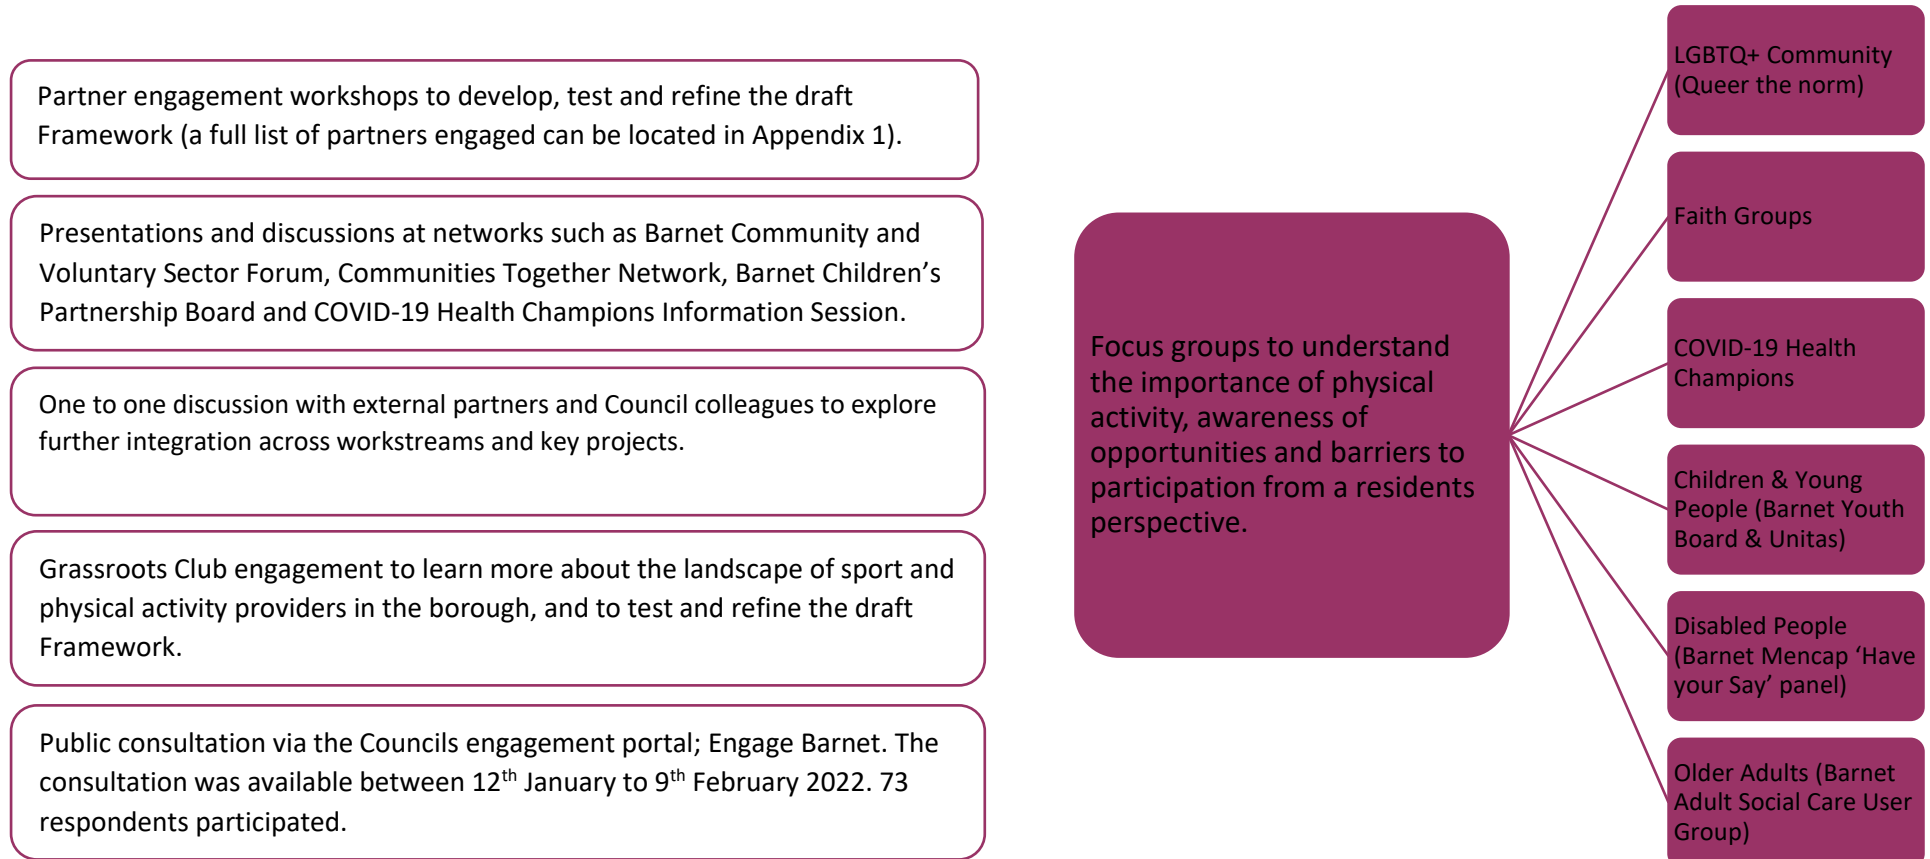 Partner engagement workshops to develop, test and refine the draft
Framework (a full list of partners engaged can be located in Appendix 1).
Presentations and discussions at networks such as Barnet Community and
Voluntary Sector Forum, Communities Together Network, Barnet Children’s
Partnership Board and COVID-19 Health Champions Information Session.
One to one discussion with external partners and Council colleagues to explore
further integration across workstreams and key projects.
Grassroots Club engagement to learn more about the landscape of sport and
physical activity providers in the borough, and to test and refine the draft
Framework.
Public consultation via the Councils engagement portal; Engage Barnet. The
consultation was available between 12th January to 9th February 2022. 73
respondents participated.
Focus groups to understand
the importance of physical
activity, awareness of
opportunities and barriers to
participation from a residents
perspective.
LGBTQ+ Community
(Queer the norm)
Faith Groups
COVID-19 Health
Champions
Children & Young
People (Barnet Youth
Board & Unitas)
Disabled People
(Barnet Mencap ‘Have
your Say’ panel)
Older Adults (Barnet
Adult Social Care User
Group)